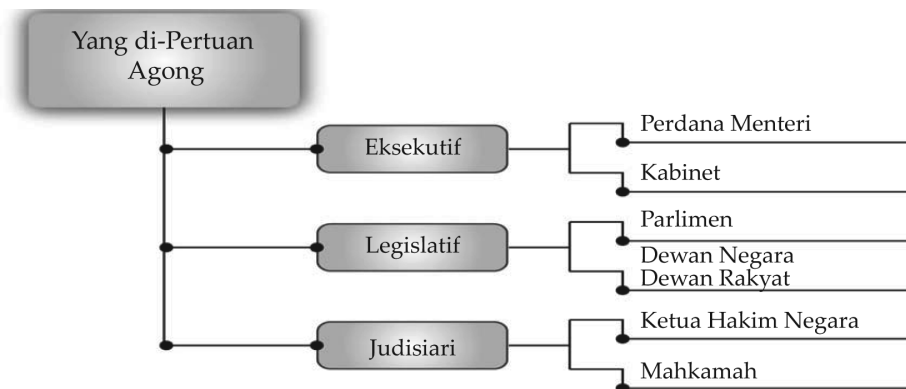 Yang di-Pertuan
Agong
Eksekutif
Perdana Menteri
Kabinet
Legislatif
Parlimen
Dewan Negara
Dewan Rakyat
Judisiari
Ketua Hakim Negara
Mahkamah